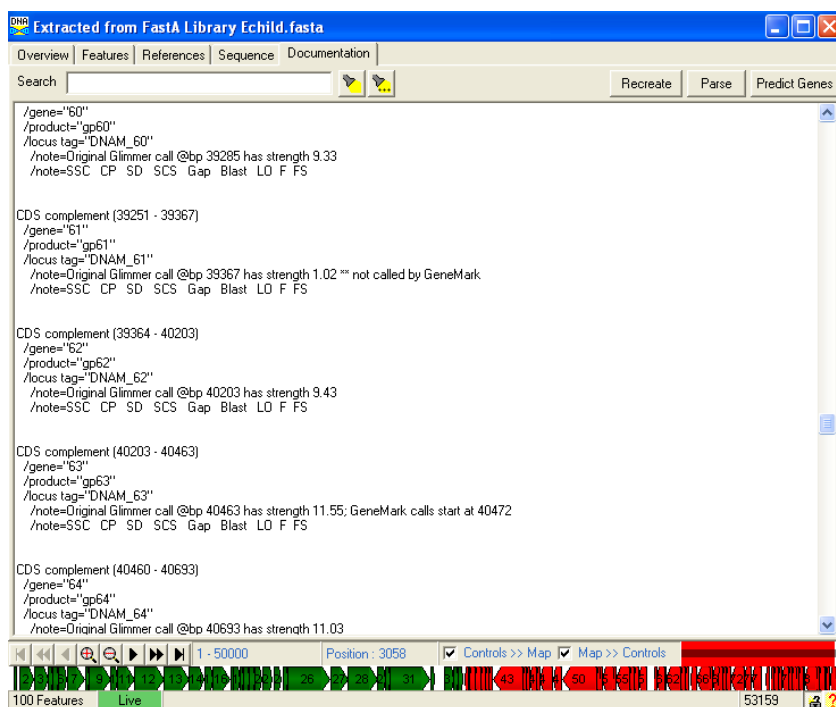 Extracted from FastA Library Echild.fasta
Overview Features References Sequence Documentation
Search Recreate Parse Predict Genes
/gene="60"
/product="gp60"
/locus tag="DNAM_60"
/note=Original Glimmer call @bp 39285 has strength 9.33
/note=SSC CP SD SCS Gap Blast LO F FS
CDS complement (39251 - 39367)
/gene="61"
/product="gp61"
/locus tag="DNAM_61"
/note=Original Glimmer call @bp 39367 has strength 1.02 ** not called by GeneMark
/note=SSC CP SD SCS Gap Blast LO F FS
CDS complement (39364 - 40203)
/gene="62"
/product="gp62"
/locus tag="DNAM_62"
/note=Original Glimmer call @bp 40203 has strength 9.43
/note=SSC CP SD SCS Gap Blast LO F FS
CDS complement (40203 - 40463)
/gene="63"
/product="gp63"
/locus tag="DNAM_63"
/note=Original Glimmer call @bp 40463 has strength 11.55; GeneMark calls start at 40472
/note=SSC CP SD SCS Gap Blast LO F FS
CDS complement (40460 - 40693)
/gene="64"
/product="gp64"
/locus tag="DNAM_64"
/note=Original Glimmer call @bp 40693 has strength 11.03
1 - 50000 Position : 3058 Controls >> Map Map >> Controls
9 12 13 26 28 31 43 50
100 Features Live 53159